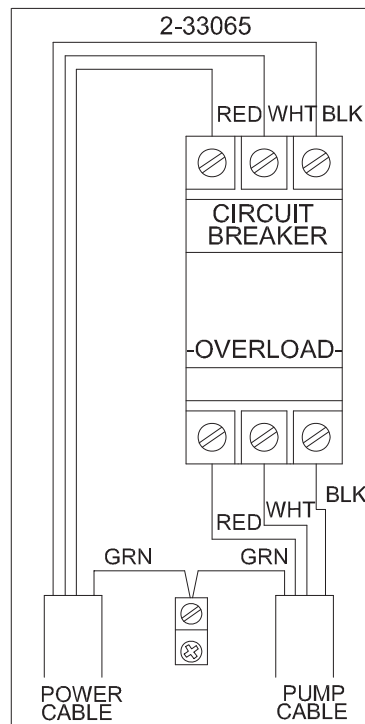 2-33065
RED WHT BLK
CIRCUIT
BREAKER
-OVERLOAD-
BLK
WHT
RED
GRN GRN
POWER
CABLE
PUMP
CABLE